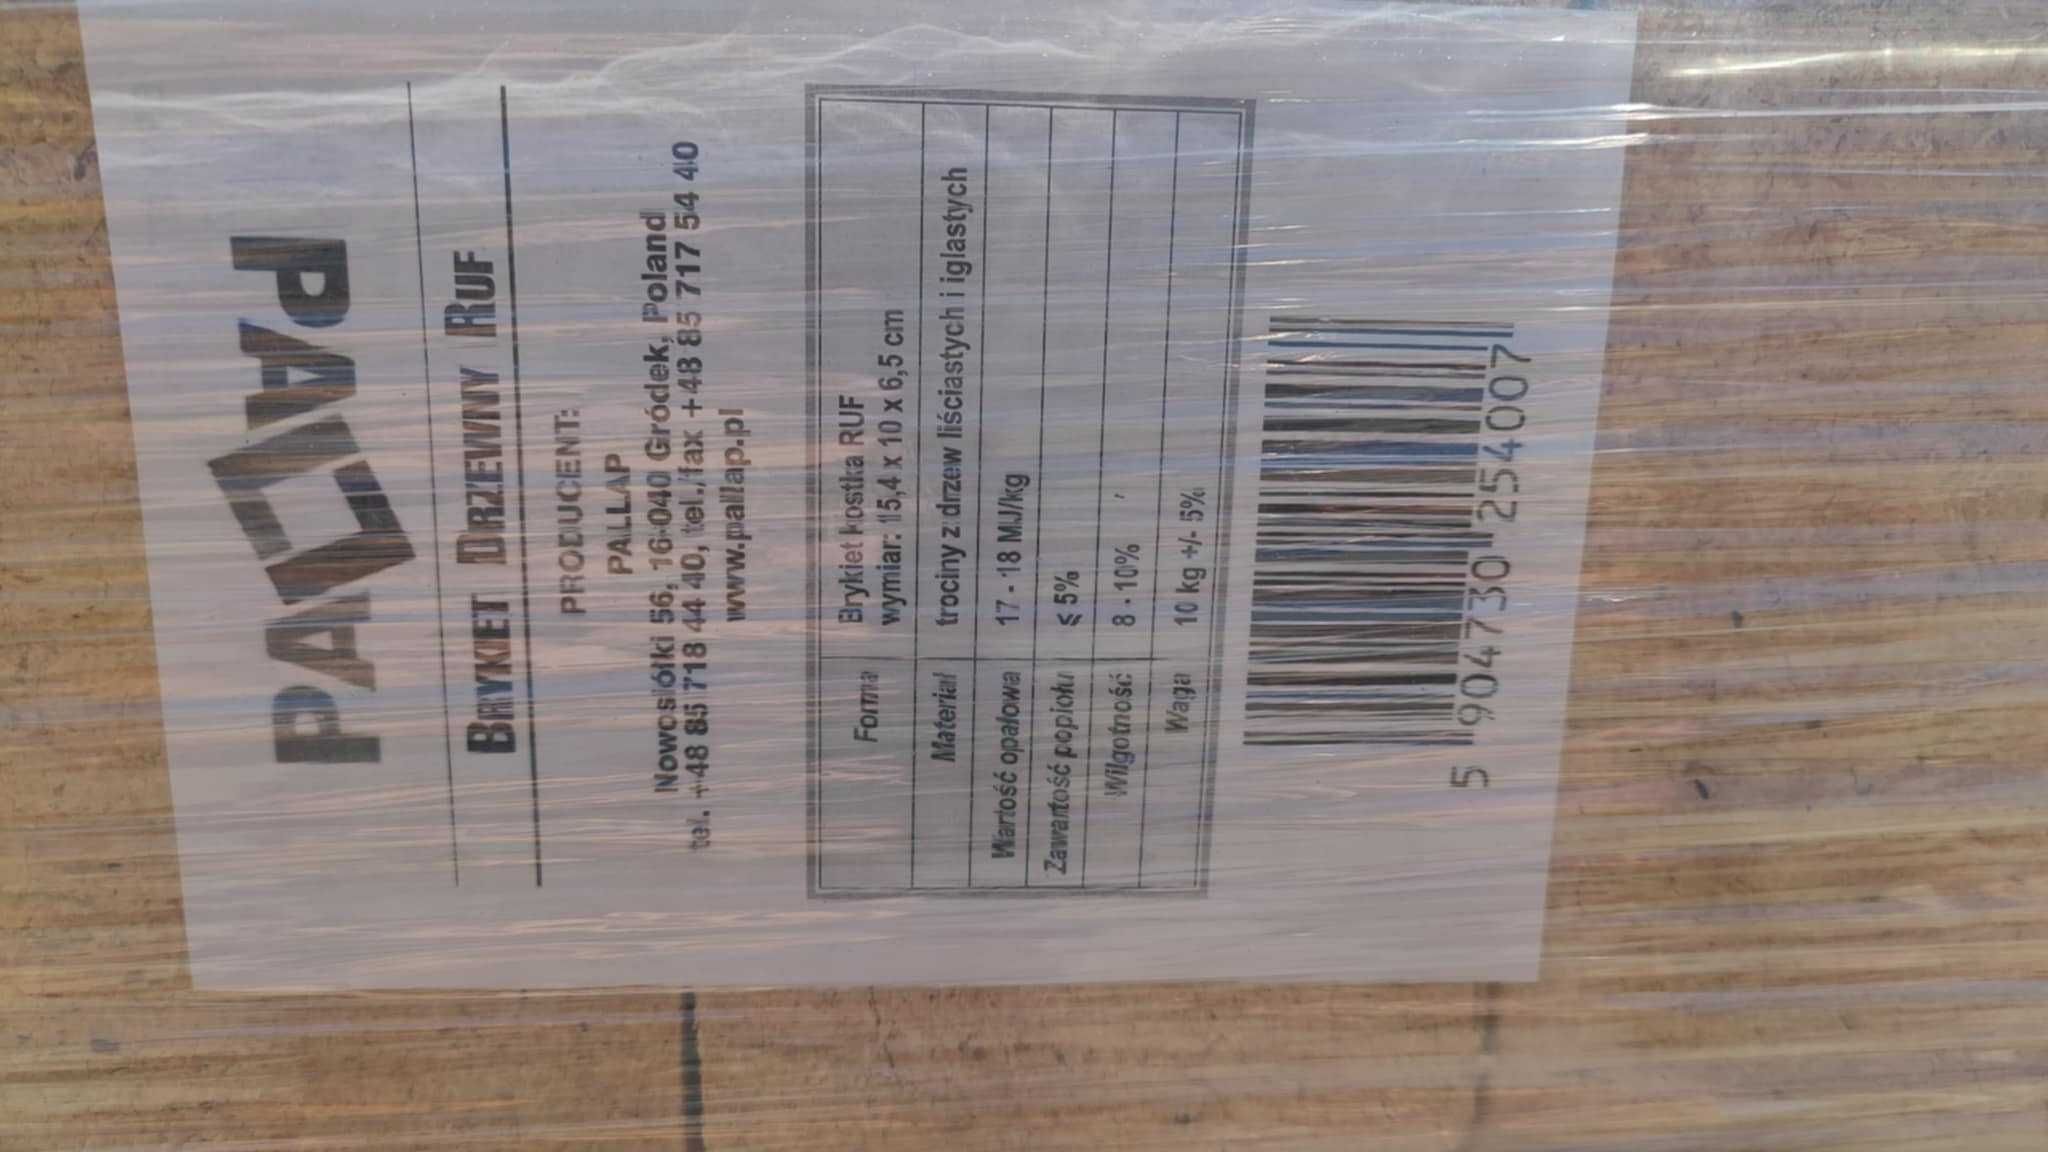 PALLAP
BRYKIET DRZEWNY RUF
PRODUCENT:
PALLAP
Nowosiółki 56, 16-040 Gródek, Poland
tel. +48 85 718 44 40, tel./fax +48 85 717 54 40
www.pallap.pl
Forma Brykiet kostka RUF
wymiar: 15,4 x 10 x 6,5 cm
Materiał trociny z drzew liściastych i iglastych
Wartość opałowa 17 - 18 MJ/kg
Zawartość popiołu ≤ 5%
Wilgotność 8 - 10%
Waga 10 kg +/- 5%
5 904730 254007